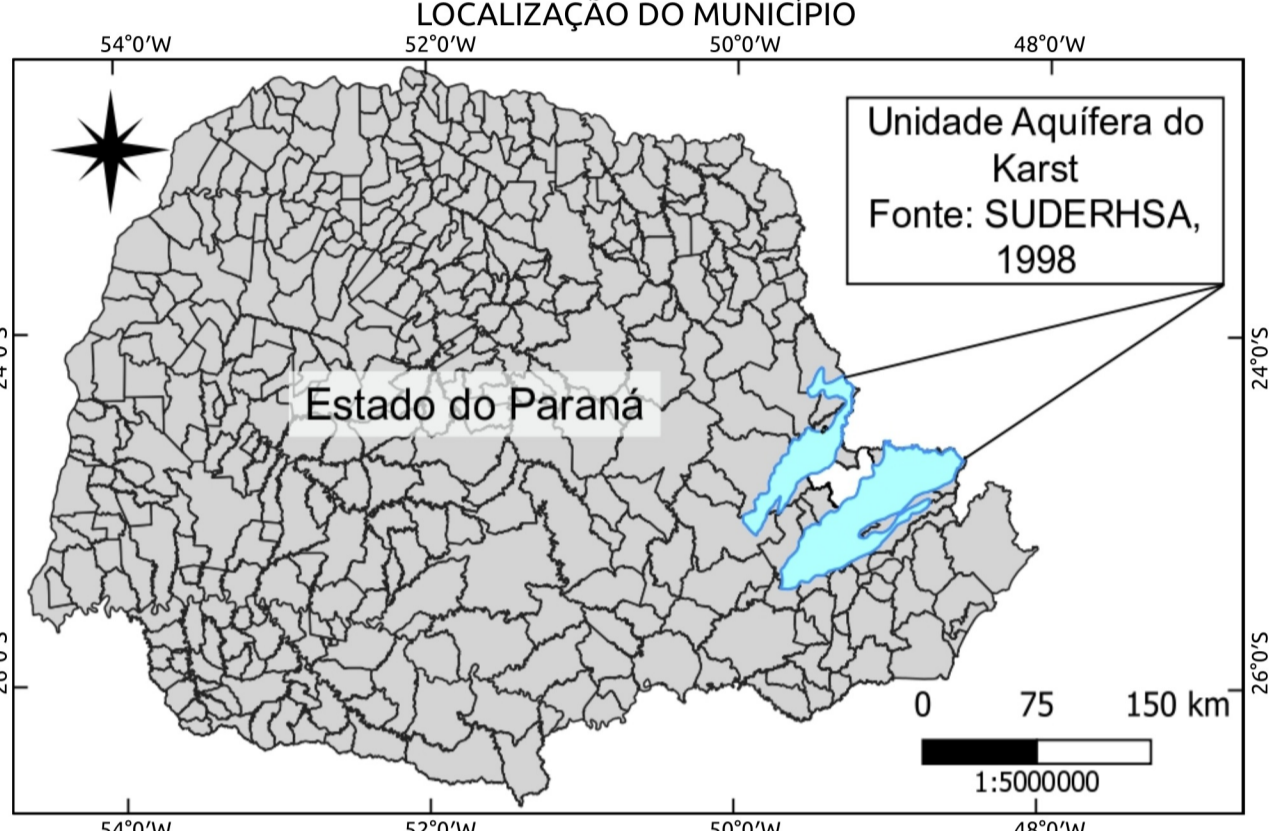 LOCALIZAÇÃO DO MUNICÍPIO
54°0′W 52°0′W 50°0′W 48°0′W
Unidade Aquífera do
Karst
Fonte: SUDERHSA,
1998
24°0′S
Estado do Paraná
26°0′S
0 75 150 km
1:5000000
54°0′W 52°0′W 50°0′W 48°0′W